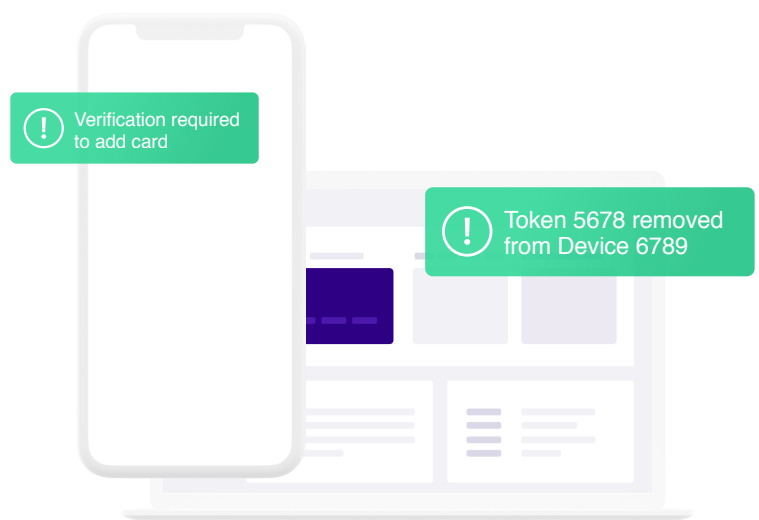 Verification required
to add card
Token 5678 removed
from Device 6789